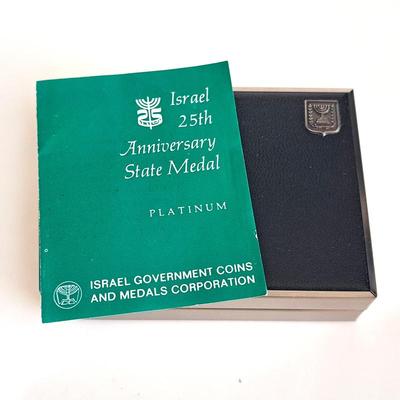 Israel
25th
Anniversary
State Medal
PLATINUM
ISRAEL GOVERNMENT COINS
AND MEDALS CORPORATION